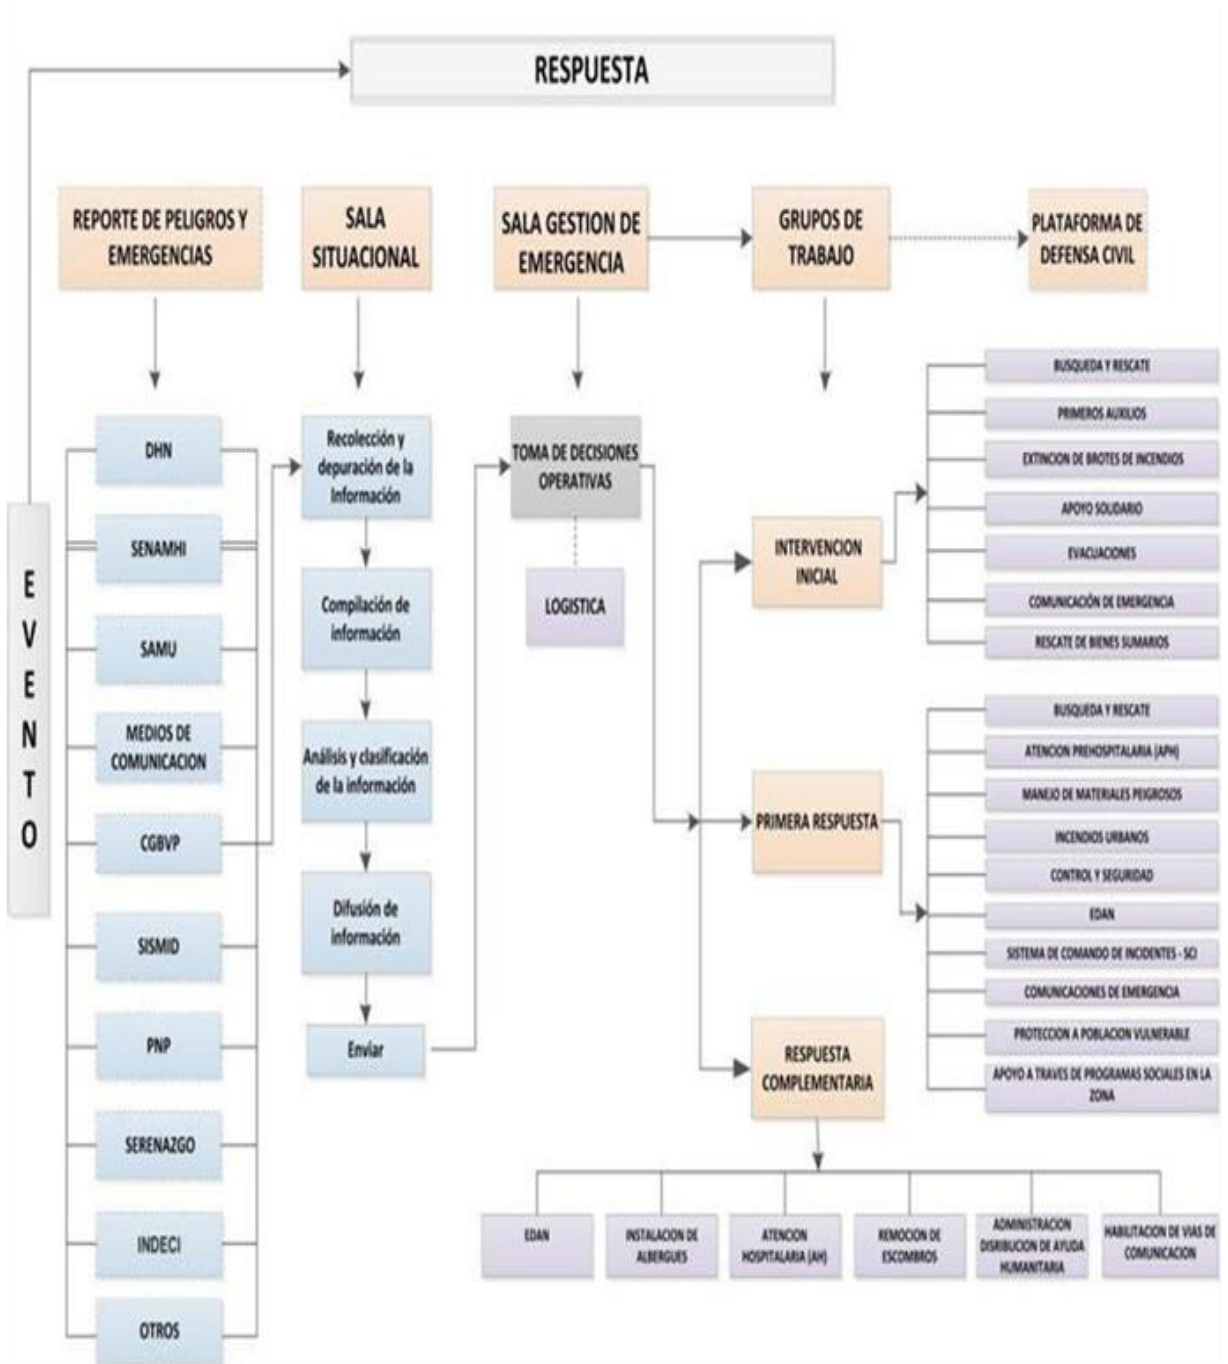 RESPUESTA
REPORTE DE PELIGROS Y
EMERGENCIAS
SALA
SITUACIONAL
SALA GESTION DE
EMERGENCIA
GRUPOS DE
TRABAJO
PLATAFORMA DE
DEFENSA CIVIL
E
V
E
N
T
O
DHN
SENAMHI
SAMU
MEDIOS DE
COMUNICACION
CGBVP
SISMID
PNP
SERENAZGO
INDECI
OTROS
Recolección y
depuración de la
Información
Compilación de
información
Análisis y clasificación
de la información
Difusión de
información
Enviar
TOMA DE DECISIONES
OPERATIVAS
LOGISTICA
INTERVENCION
INICIAL
BUSQUEDA Y RESCATE
PRIMEROS AUXILIOS
EXTINCION DE BROTES DE INCENDIOS
APOYO SOLIDARIO
EVACUACIONES
COMUNICACIÓN DE EMERGENCIA
RESCATE DE BIENES SUMARIOS
PRIMERA RESPUESTA
BUSQUEDA Y RESCATE
ATENCION PREHOSPITALARIA (APH)
MANEJO DE MATERIALES PEIGROSOS
INCENDIOS URBANOS
CONTROL Y SEGURIDAD
EDAN
SISTEMA DE COMANDO DE INCIDENTES - SCI
COMUNICACIONES DE EMERGENCIA
PROTECCION A POBLACION VULNERABLE
APOYO A TRAVES DE PROGRAMAS SOCIALES EN LA
ZONA
RESPUESTA
COMPLEMENTARIA
EDAN
INSTALACION DE
ALBERGUES
ATENCION
HOSPITALARIA (AH)
REMOCION DE
ESCOMBROS
ADMINISTRACION
DISRIBUCION DE AYUDA
HUMANITARIA
HABILITACION DE VIAS DE
COMUNICACION